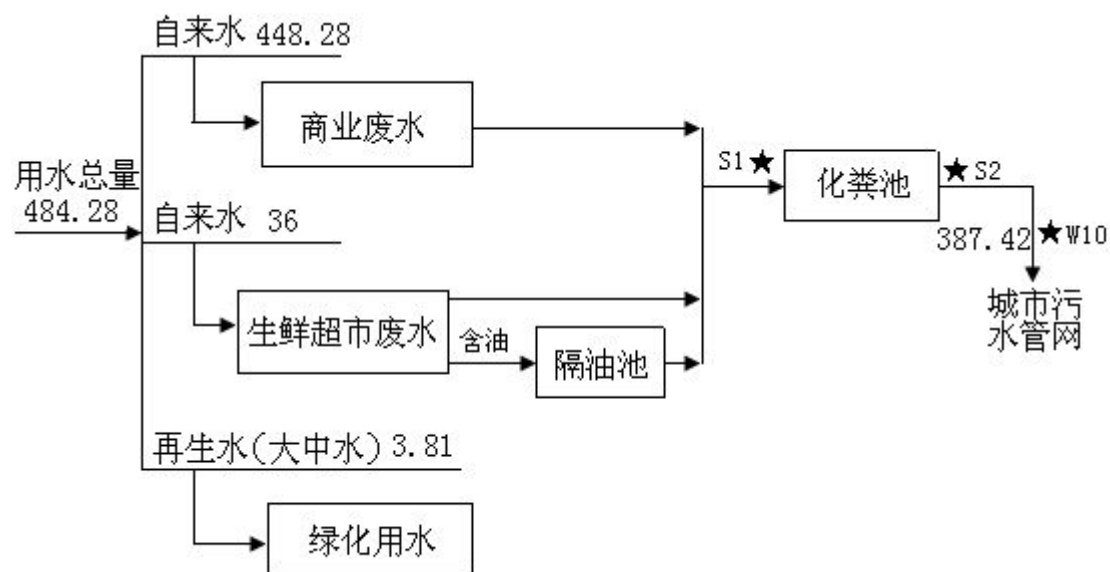 自来水 448.28
商业废水
用水总量
484.28
自来水 36
生鲜超市废水
含油
隔油池
再生水(大中水) 3.81
绿化用水
S1★
化粪池
★S2
387.42
★W10
城市污
水管网